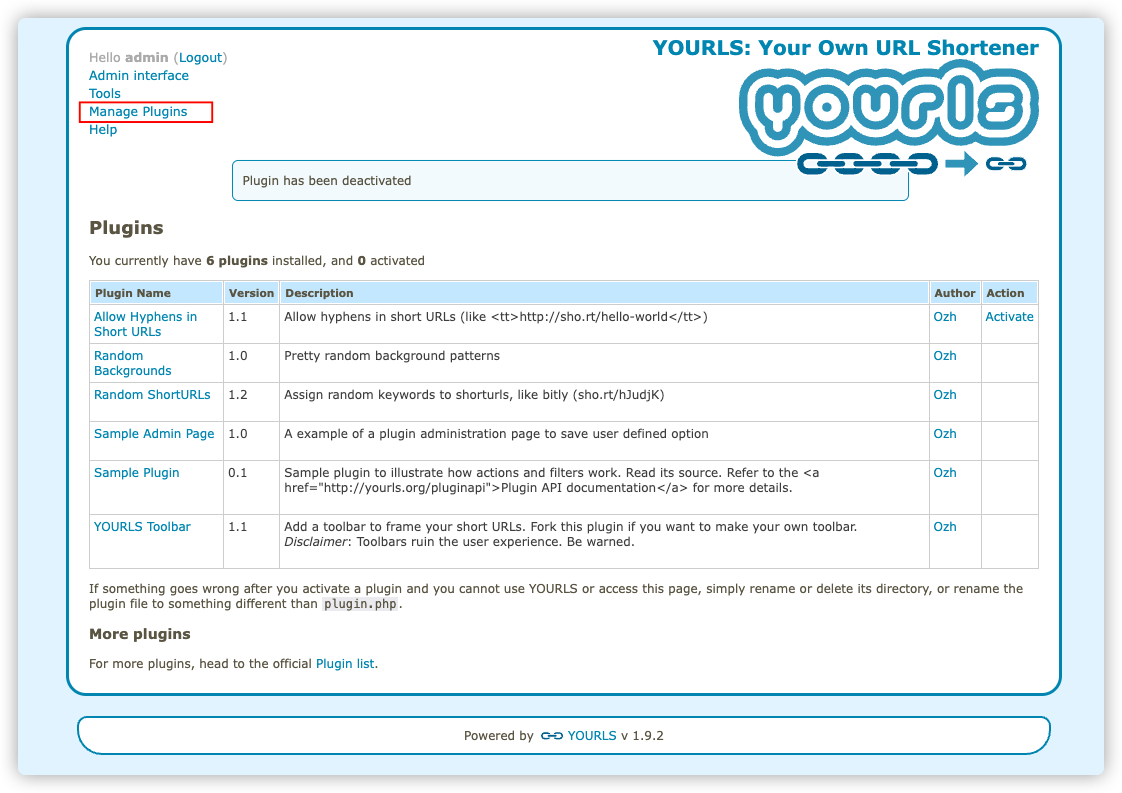 Hello admin (Logout)
Admin interface
Tools
Manage Plugins
Help
YOURLS: Your Own URL Shortener
yourls
Plugin has been deactivated
Plugins
You currently have 6 plugins installed, and 0 activated
Plugin Name Version Description Author Action
Allow Hyphens in 1.1 Allow hyphens in short URLs (like <tt>http://sho.rt/hello-world</tt>) Ozh Activate
Short URLs
Random 1.0 Pretty random background patterns Ozh
Backgrounds
Random ShortURLs 1.2 Assign random keywords to shorturls, like bitly (sho.rt/hJudjK) Ozh
Sample Admin Page 1.0 A example of a plugin administration page to save user defined option Ozh
Sample Plugin 0.1 Sample plugin to illustrate how actions and filters work. Read its source. Refer to the <a Ozh
href="http://yourls.org/pluginapi">Plugin API documentation</a> for more details.
YOURLS Toolbar 1.1 Add a toolbar to frame your short URLs. Fork this plugin if you want to make your own toolbar. Ozh
Disclaimer: Toolbars ruin the user experience. Be warned.
If something goes wrong after you activate a plugin and you cannot use YOURLS or access this page, simply rename or delete its directory, or rename the
plugin file to something different than plugin.php.
More plugins
For more plugins, head to the official Plugin list.
Powered by YOURLS v 1.9.2